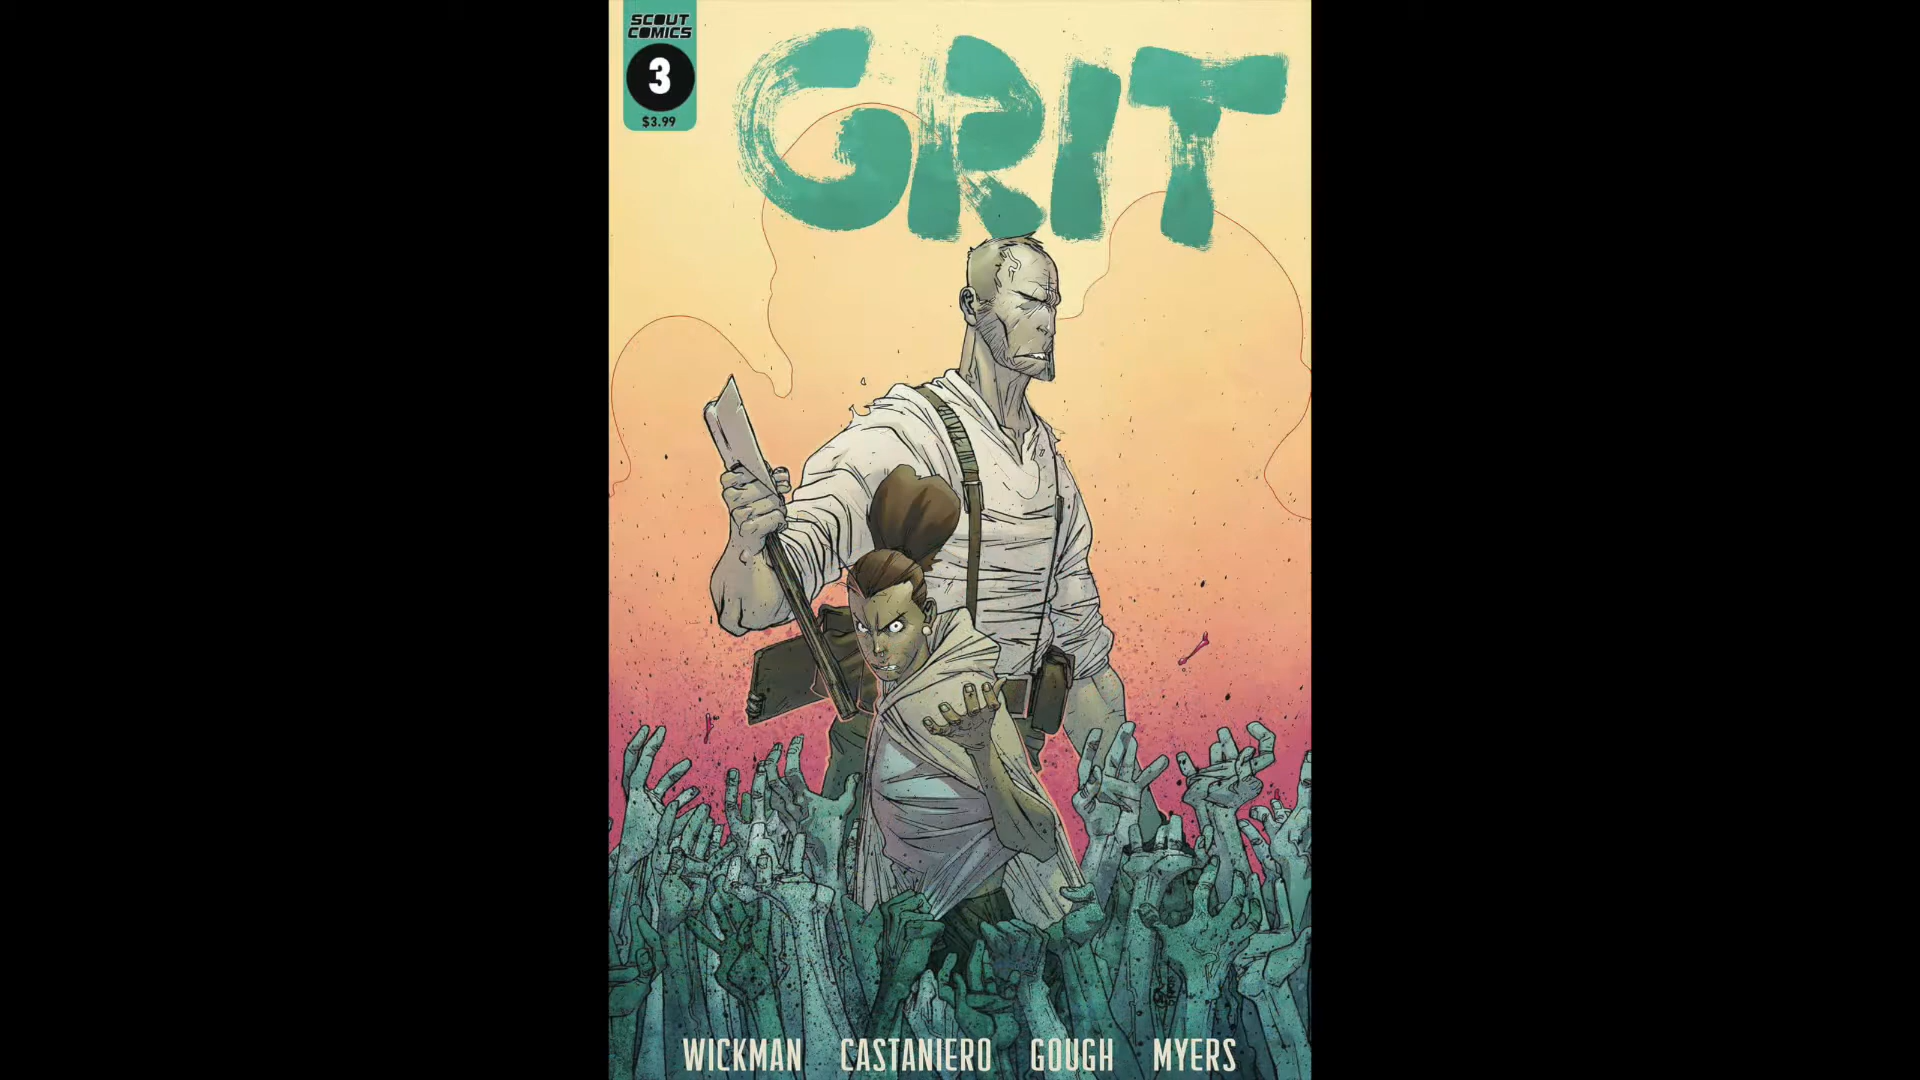 SCOUT
COMICS
3
$3.99
GRIT
WICKMAN CASTANIERO GOUGH MYERS